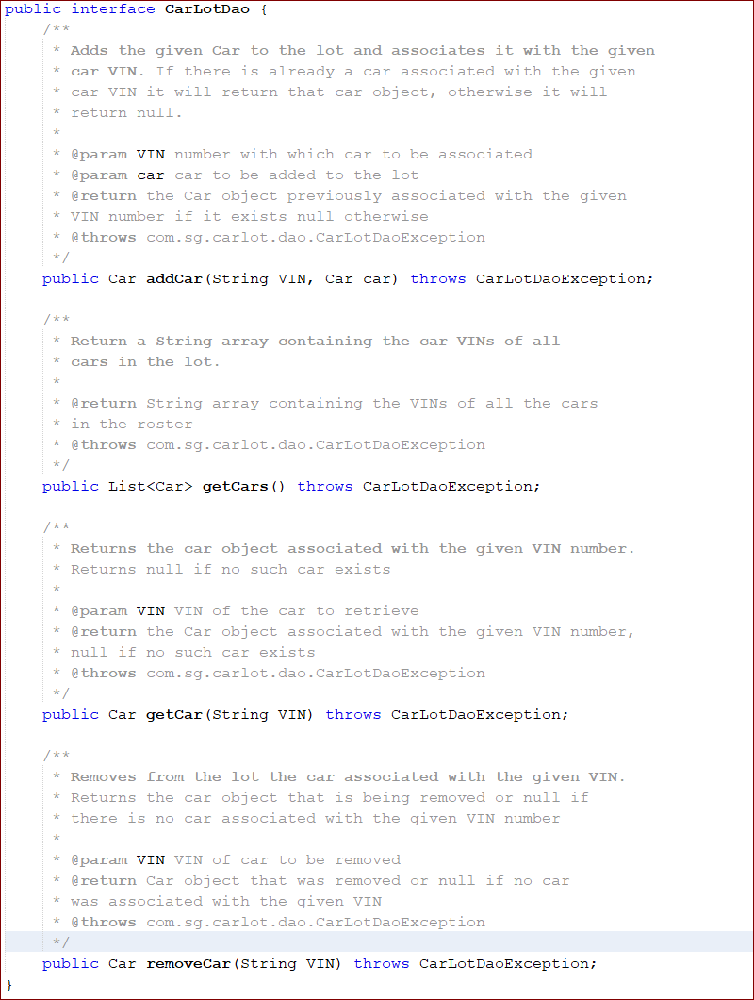 public interface CarLotDao {
/**
* Adds the given Car to the lot and associates it with the given
* car VIN. If there is already a car associated with the given
* car VIN it will return that car object, otherwise it will
* return null.
*
* @param VIN number with which car to be associated
* @param car car to be added to the lot
* @return the Car object previously associated with the given
* VIN number if it exists null otherwise
* @throws com.sg.carlot.dao.CarLotDaoException
*/
public Car addCar(String VIN, Car car) throws CarLotDaoException;
/**
* Return a String array containing the car VINs of all
* cars in the lot.
*
* @return String array containing the VINs of all the cars
* in the roster
* @throws com.sg.carlot.dao.CarLotDaoException
*/
public List<Car> getCars() throws CarLotDaoException;
/**
* Returns the car object associated with the given VIN number.
* Returns null if no such car exists
*
* @param VIN VIN of the car to retrieve
* @return the Car object associated with the given VIN number,
* null if no such car exists
* @throws com.sg.carlot.dao.CarLotDaoException
*/
public Car getCar(String VIN) throws CarLotDaoException;
/**
* Removes from the lot the car associated with the given VIN.
* Returns the car object that is being removed or null if
* there is no car associated with the given VIN number
*
* @param VIN VIN of car to be removed
* @return Car object that was removed or null if no car
* was associated with the given VIN
* @throws com.sg.carlot.dao.CarLotDaoException
*/
public Car removeCar(String VIN) throws CarLotDaoException;
}